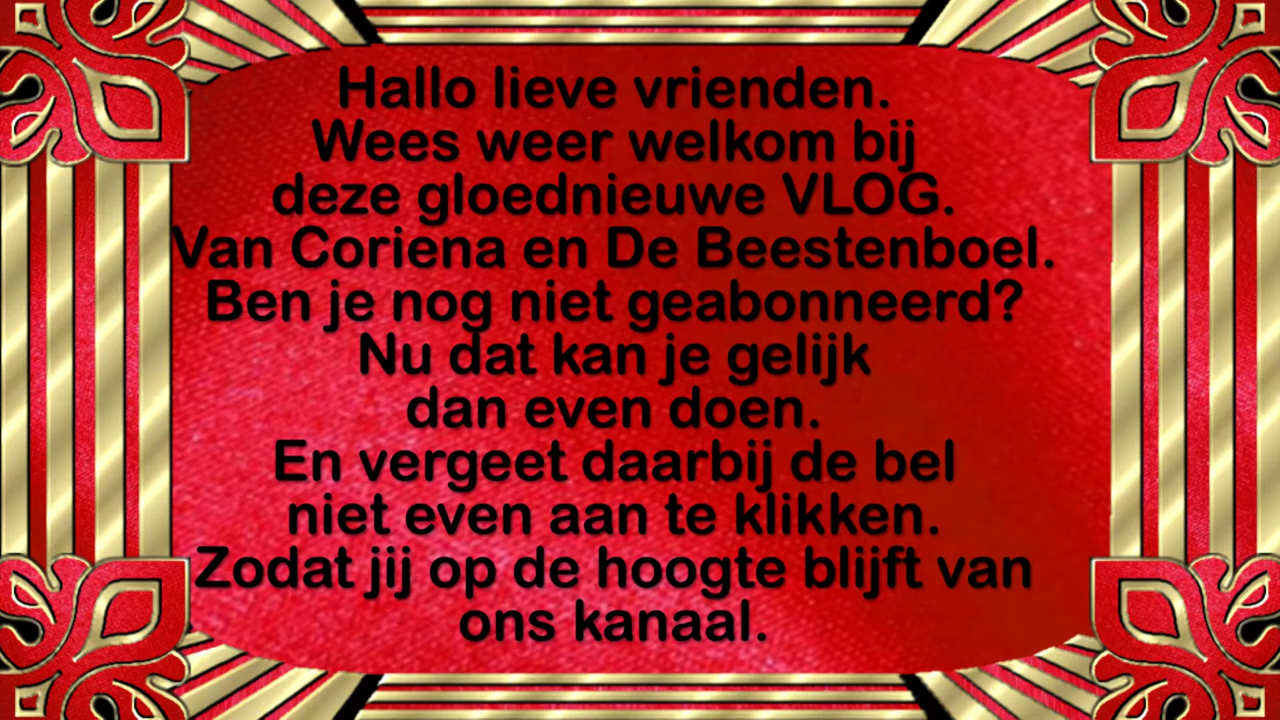 Hallo lieve vrienden.
Wees weer welkom bij
deze gloednieuwe VLOG.
Van Coriena en De Beestenboel.
Ben je nog niet geabonneerd?
Nu dat kan je gelijk
dan even doen.
En vergeet daarbij de bel
niet even aan te klikken.
Zodat jij op de hoogte blijft van
ons kanaal.